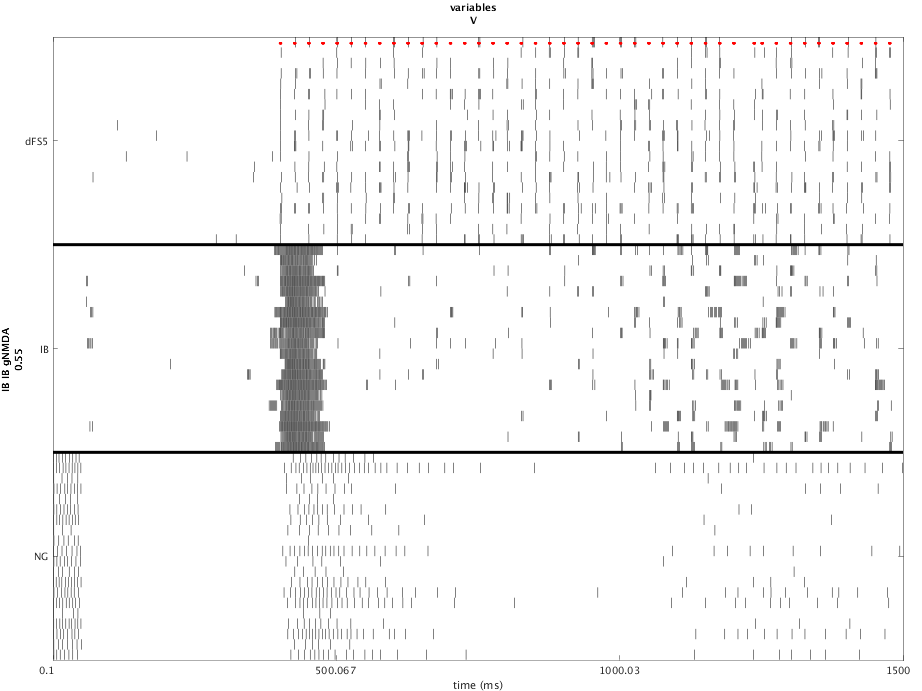 variables
V
dFS5
IB
NG
IB IB gNMDA
0.55
0.1
500.067
1000.03
1500
time (ms)